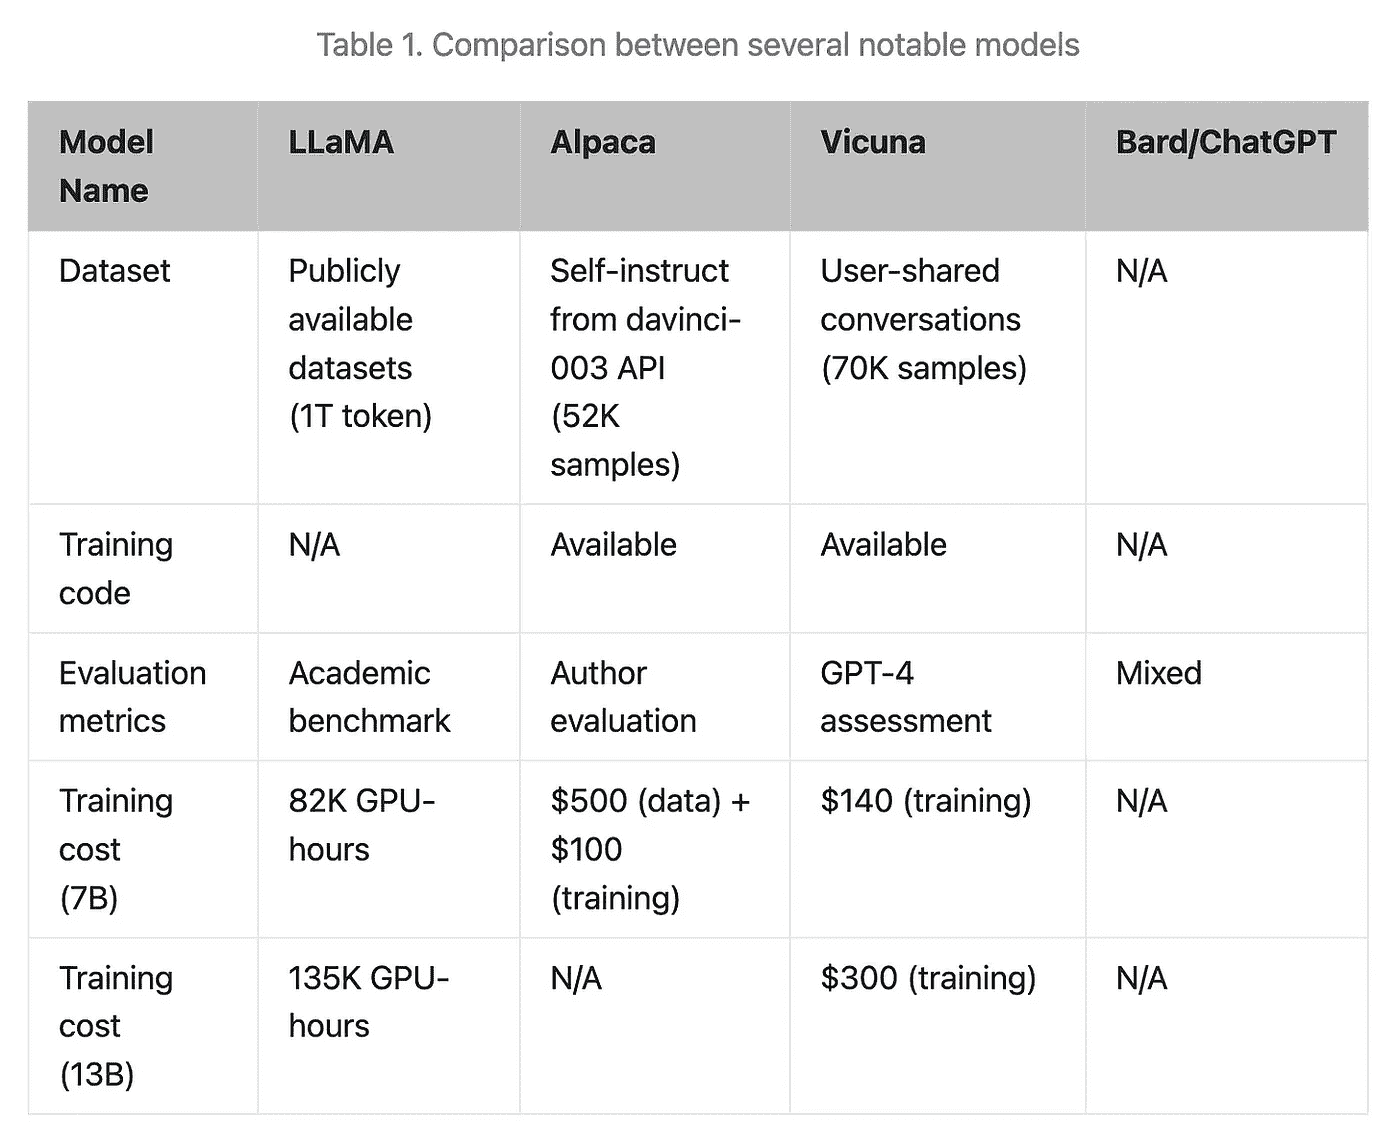 Table 1. Comparison between several notable models
Model
Name
LLaMA
Alpaca
Vicuna
Bard/ChatGPT
Dataset
Publicly
available
datasets
(1T token)
Self-instruct
from davinci-
003 API
(52K
samples)
User-shared
conversations
(70K samples)
N/A
Training
code
N/A
Available
Available
N/A
Evaluation
metrics
Academic
benchmark
Author
evaluation
GPT-4
assessment
Mixed
Training
cost
(7B)
82K GPU-
hours
$500 (data) +
$100
(training)
$140 (training)
N/A
Training
cost
(13B)
135K GPU-
hours
N/A
$300 (training)
N/A